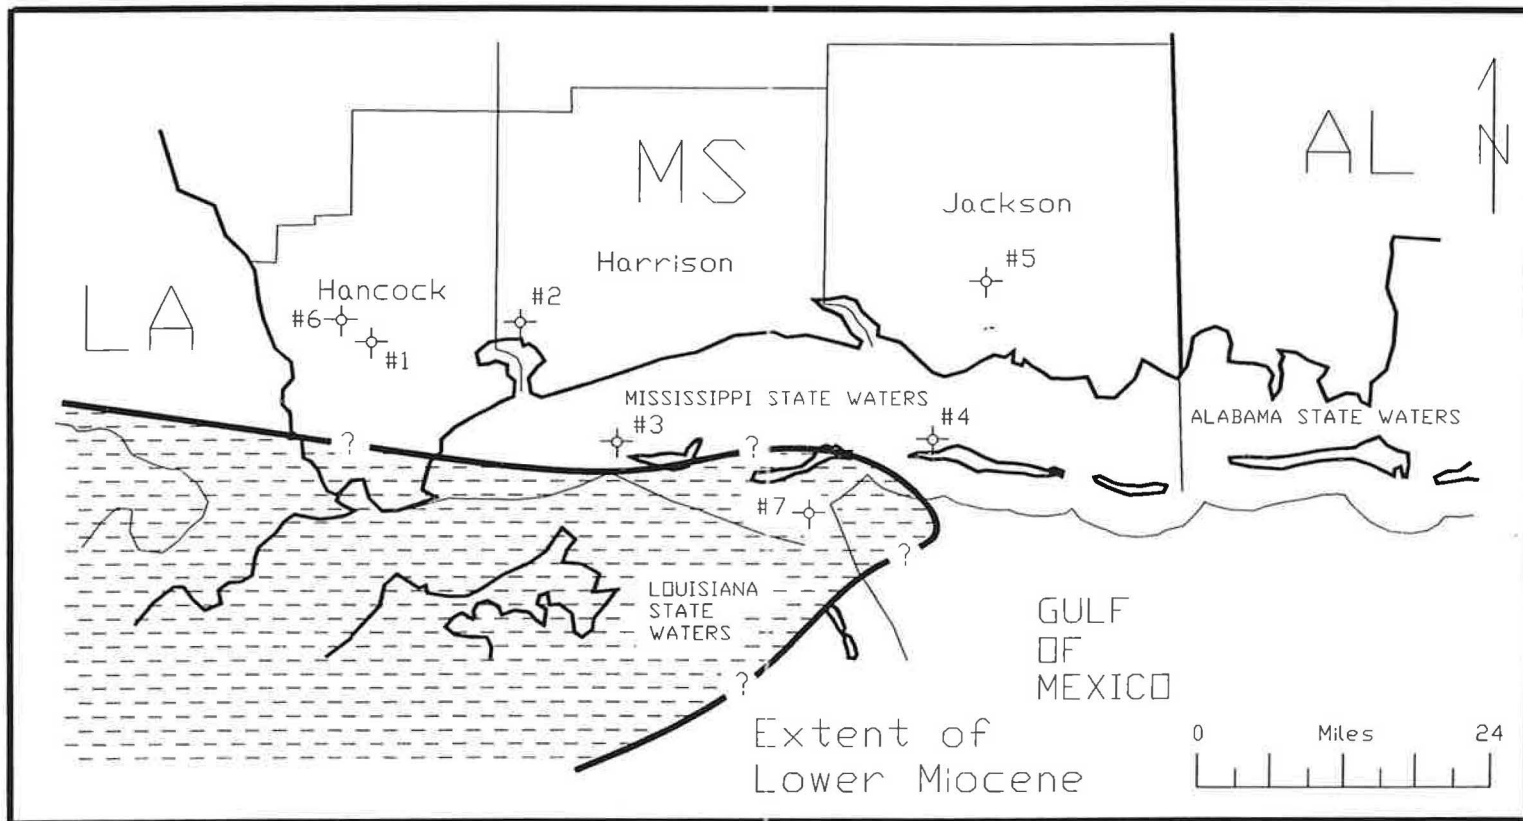 MS
AL
N
Jackson
Harrison
#5
LA
Hancock
#6
#2
#1
MISSISSIPPI STATE WATERS
ALABAMA STATE WATERS
#3
#4
?
?
#7
?
LOUISIANA
STATE
WATERS
GULF
OF
MEXICO
?
Extent of
Lower Miocene
0 Miles 24